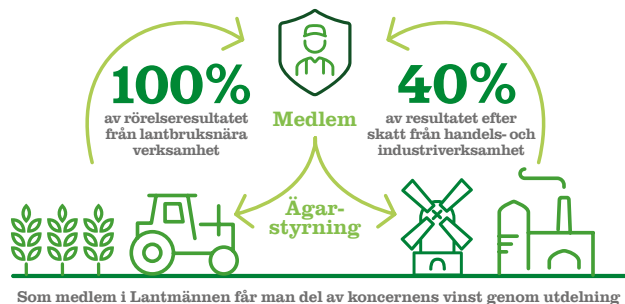 100%
av rörelseresultatet
från lantbruksnära
verksamhet
Medlem
40%
av resultatet efter
skatt från handels- och
industriverksamhet
Ägar-
styrning
Som medlem i Lantmännen får man del av koncernens vinst genom utdelning